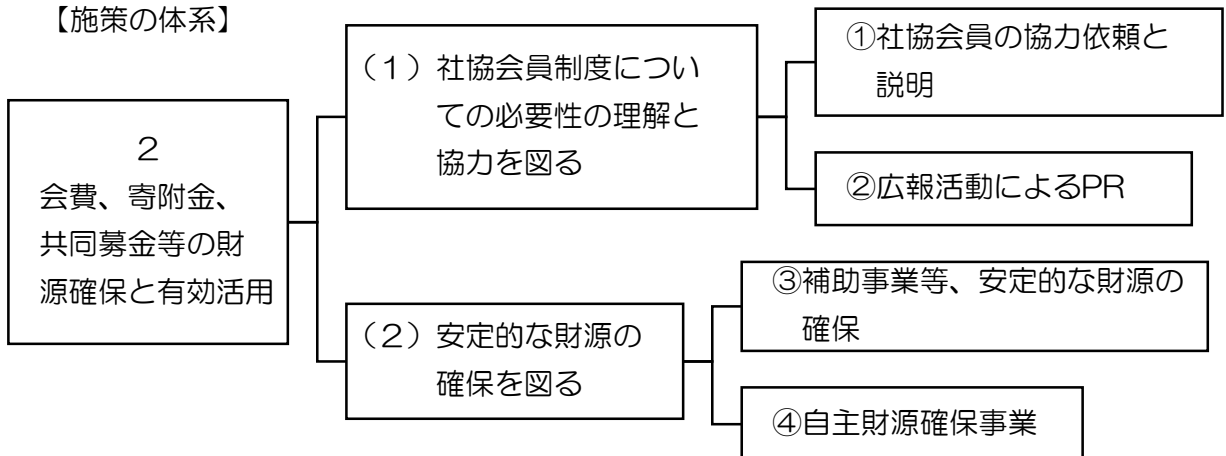 【施策の体系】
2
会費、寄附金、
共同募金等の財
源確保と有効活用
(1)社協会員制度につい
ての必要性の理解と
協力を図る
①社協会員の協力依頼と
説明
②広報活動によるPR
(2)安定的な財源の
確保を図る
③補助事業等、安定的な財源の
確保
④自主財源確保事業